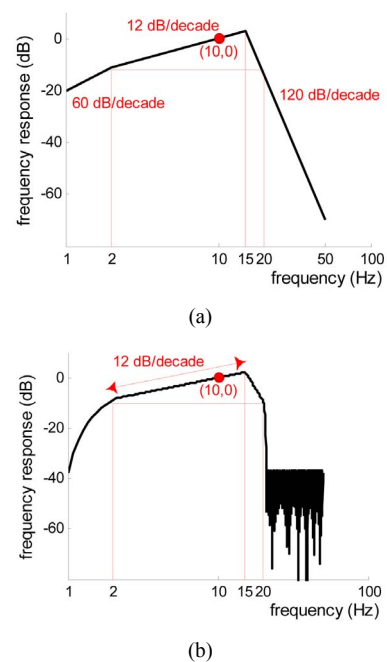 12 dB/decade
0
(10,0)
-20
60 dB/decade
120 dB/decade
-40
-60
frequency response (dB)
1 2 10 15 20 50 100
frequency (Hz)
(a)
12 dB/decade
0
(10,0)
-20
-40
-60
frequency response (dB)
1 2 10 15 20 100
frequency (Hz)
(b)